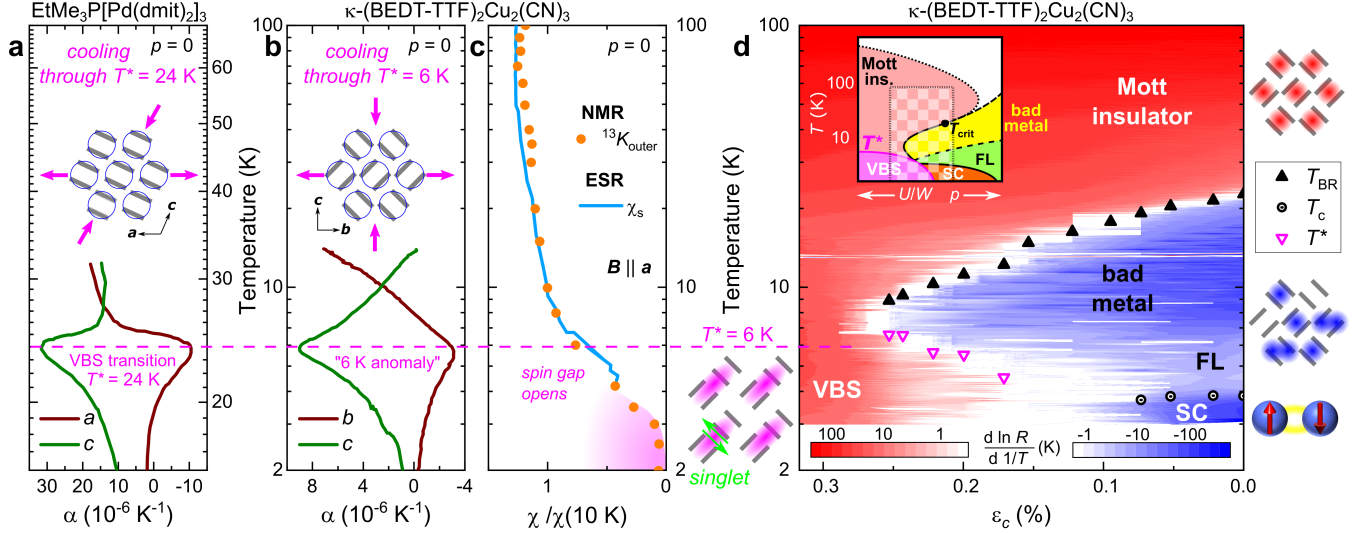 EtMe3P[Pd(dmit)2]3
κ-(BEDT-TTF)2Cu2(CN)3
κ-(BEDT-TTF)2Cu2(CN)3
a
p = 0
cooling
through T* = 24 K
c
a
60
50
40
30
20
VBS transition
T* = 24 K
a
c
30
20
10
0
-10
α (10-6 K-1)
Temperature (K)
b
p = 0
cooling
through T* = 6 K
c
b
100
10
2
"6 K anomaly"
b
c
8
4
0
-4
α (10-6 K-1)
c
p = 0
NMR
13Kouter
ESR
χs
B || a
spin gap
opens
1
0
χ /χ(10 K)
100
10
2
T* = 6 K
singlet
Temperature (K)
d
100
10
2
Mott
ins.
T*
VBS
Tcrit
bad
metal
FL
SC
T (K)
100
10
U/W
p
Mott
insulator
bad
metal
FL
SC
VBS
100
10
1
d ln R
d 1/T
(K)
-1
-10
-100
0.3
0.2
0.1
0.0
εc (%)
TBR
Tc
T*